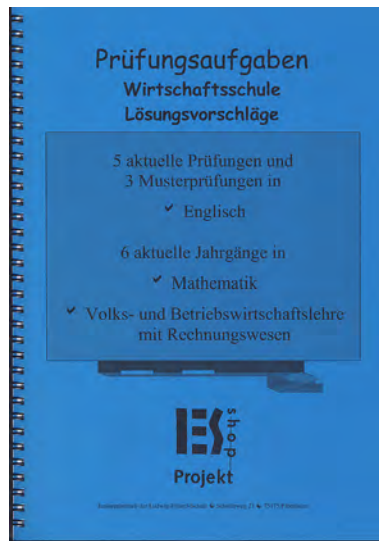 Prüfungsaufgaben
Wirtschaftsschule
Lösungsvorschläge
5 aktuelle Prüfungen und
3 Musterprüfungen in
✓ Englisch
6 aktuelle Jahrgänge in
✓ Mathematik
✓ Volks- und Betriebswirtschaftslehre
mit Rechnungswesen
ES
shop
Projekt